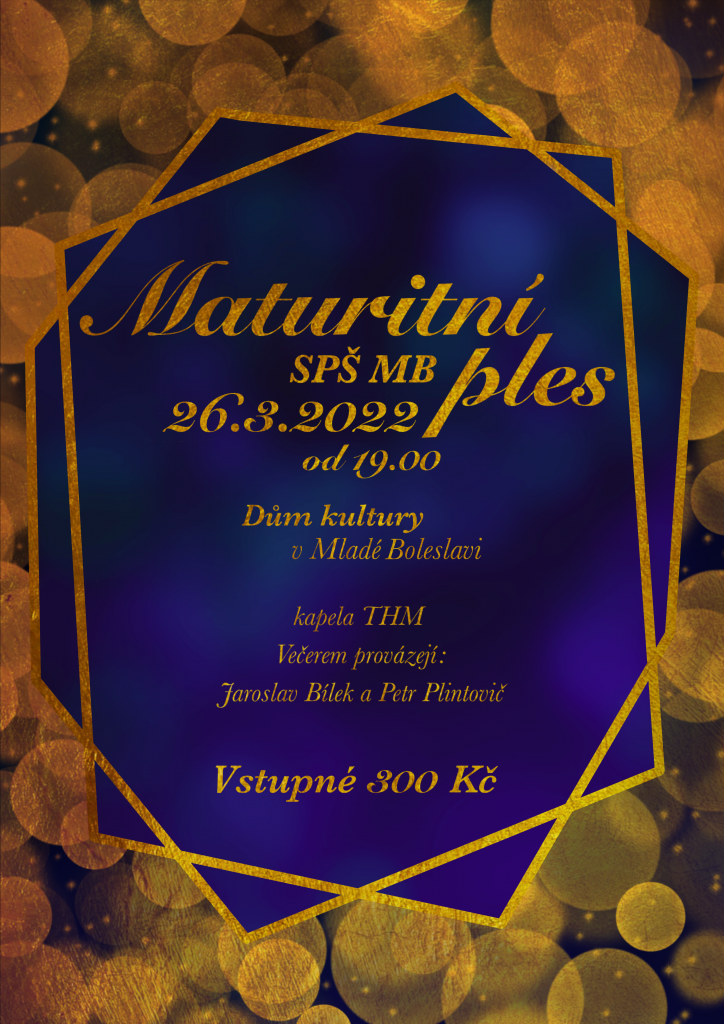 Maturitní
ples
SPŠ MB
26.3.2022
od 19.00
Dům kultury
v Mladé Boleslavi
kapela THM
Večerem provázejí:
Jaroslav Bílek a Petr Plintovič
Vstupné 300 Kč